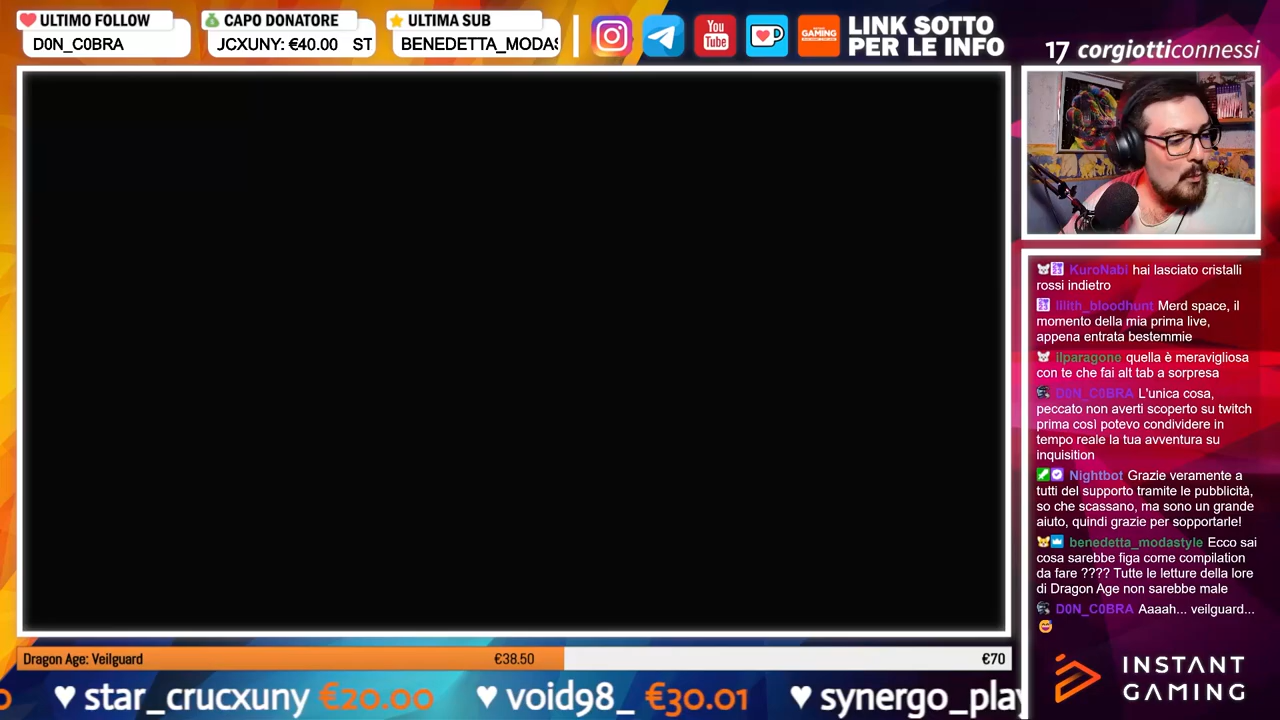 ULTIMO FOLLOW
D0N_C0BRA
CAPO DONATORE
JCXUNY: €40.00 ST
ULTIMA SUB
BENEDETTA_MODAS
You
Tube
GAMING
LINK SOTTO
PER LE INFO
17 corgiotticonnessi
KuroNabi hai lasciato cristalli
rossi indietro
lilith_bloodhunt Merd space, il
momento della mia prima live,
appena entrata bestemmie
ilparagone quella è meravigliosa
con te che fai alt tab a sorpresa
D0N_C0BRA L'unica cosa,
peccato non averti scoperto su twitch
prima così potevo condividere in
tempo reale la tua avventura su
inquisition
Nightbot Grazie veramente a
tutti del supporto tramite le pubblicità,
so che scassano, ma sono un grande
aiuto, quindi grazie per sopportarle!
benedetta_modastyle Ecco sai
cosa sarebbe figa come compilation
da fare ???? Tutte le letture della lore
di Dragon Age non sarebbe male
D0N_C0BRA Aaaah... veilguard...
Dragon Age: Veilguard €38.50 €70
0 ♥ star_crucxuny €20.00 ♥ void98_ €30.01 ♥ synergo_play
INSTANT
GAMING